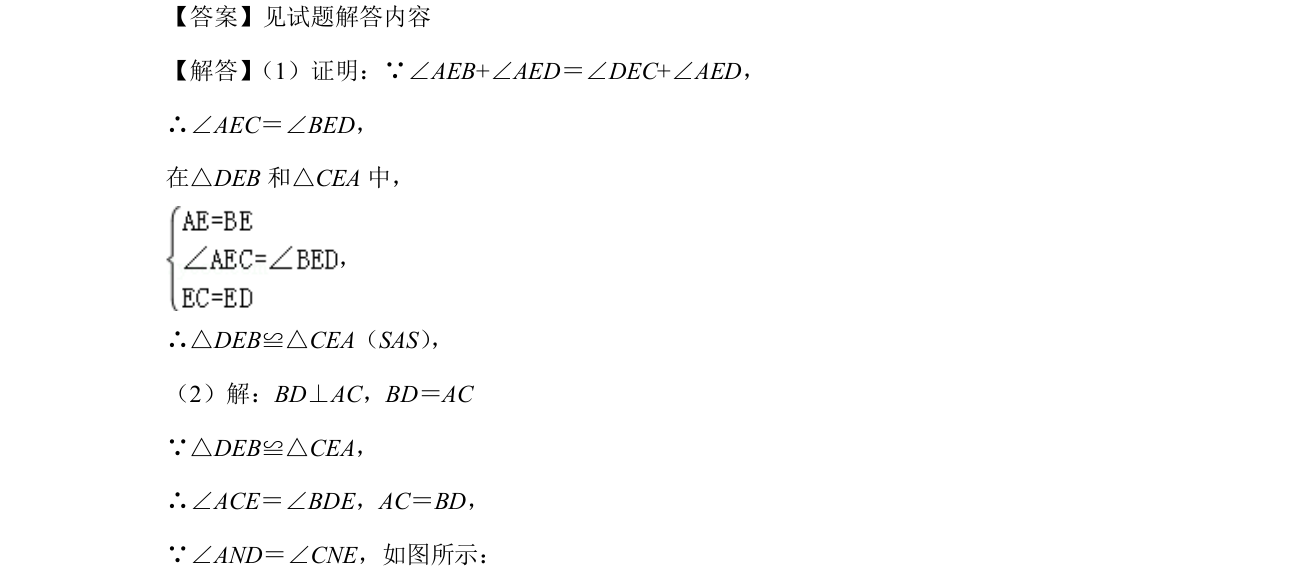 【答案】见试题解答内容
【解答】（1）证明：∵∠AEB+∠AED＝∠DEC+∠AED，
∴∠AEC＝∠BED，
在△DEB 和△CEA 中，
AE=BE
∠AEC=∠BED，
EC=ED
∴△DEB≌△CEA（SAS），
（2）解：BD⊥AC，BD＝AC
∵△DEB≌△CEA，
∴∠ACE＝∠BDE，AC＝BD，
∵∠AND＝∠CNE，如图所示：